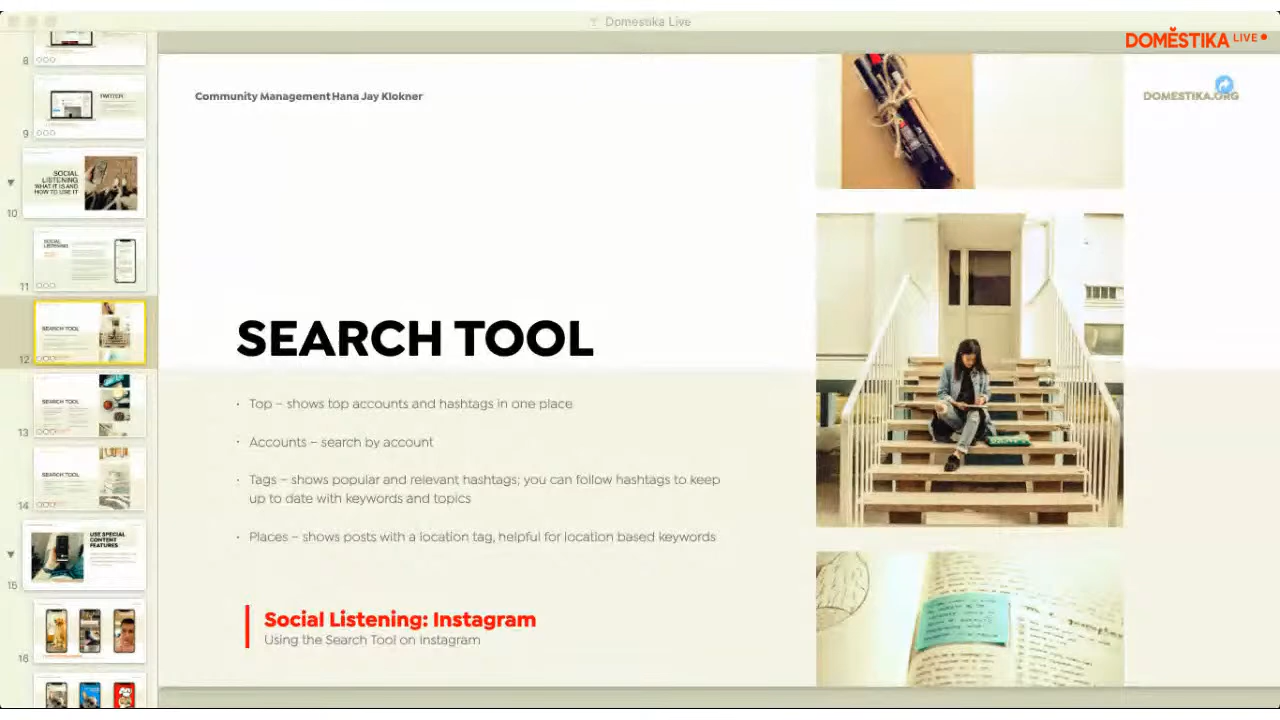 Domestika Live
DOMĚSTIKA LIVE
Community Management Hana Jay Klokner
DOMESTIKA.ORG
8
9
TWITTER
10
SOCIAL
LISTENING
WHAT IT IS AND
HOW TO USE IT
11
SOCIAL
LISTENING
12
SEARCH TOOL
13
SEARCH TOOL
14
SEARCH TOOL
15
USE SPECIAL
CONTENT
FEATURES
16
SEARCH TOOL
· Top – shows top accounts and hashtags in one place
· Accounts – search by account
· Tags – shows popular and relevant hashtags; you can follow hashtags to keep
up to date with keywords and topics
· Places – shows posts with a location tag, helpful for location based keywords
Social Listening: Instagram
Using the Search Tool on Instagram